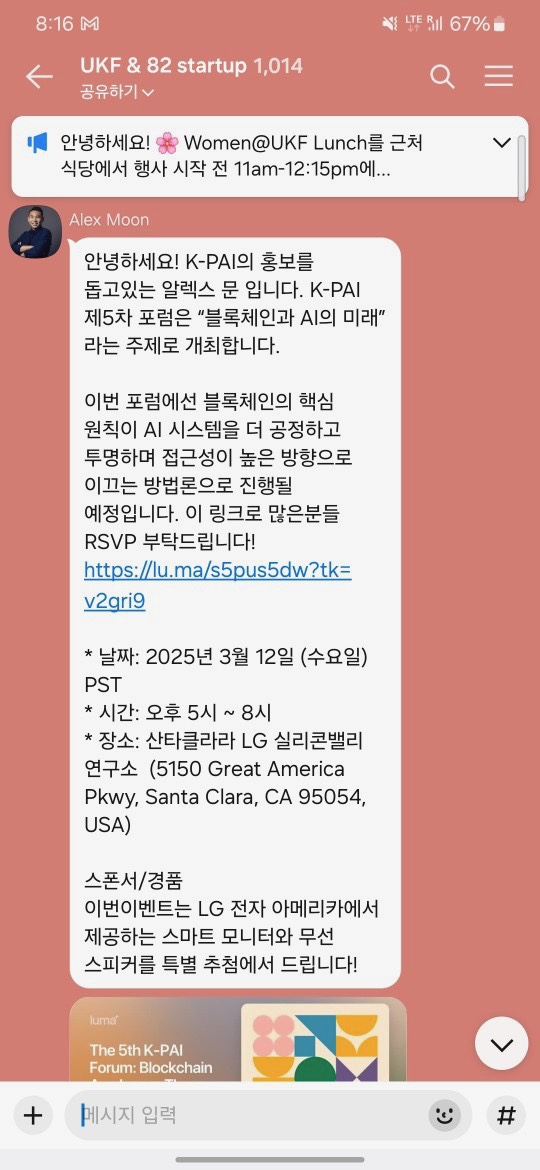 8:16
LTE R 67%
UKF & 82 startup 1,014
공유하기
안녕하세요! 🌸 Women@UKF Lunch를 근처
식당에서 행사 시작 전 11am-12:15pm에...
Alex Moon
안녕하세요! K-PAI의 홍보를
돕고있는 알렉스 문 입니다. K-PAI
제5차 포럼은 “블록체인과 AI의 미래”
라는 주제로 개최합니다.
이번 포럼에선 블록체인의 핵심
원칙이 AI 시스템을 더 공정하고
투명하며 접근성이 높은 방향으로
이끄는 방법론으로 진행될
예정입니다. 이 링크로 많은분들
RSVP 부탁드립니다!
https://lu.ma/s5pus5dw?tk=
v2gri9
* 날짜: 2025년 3월 12일 (수요일)
PST
* 시간: 오후 5시 ~ 8시
* 장소: 산타클라라 LG 실리콘밸리
연구소 (5150 Great America
Pkwy, Santa Clara, CA 95054,
USA)
스폰서/경품
이번이벤트는 LG 전자 아메리카에서
제공하는 스마트 모니터와 무선
스피커를 특별 추첨에서 드립니다!
luma
The 5th K-PAI
Forum: Blockchain
메시지 입력
#